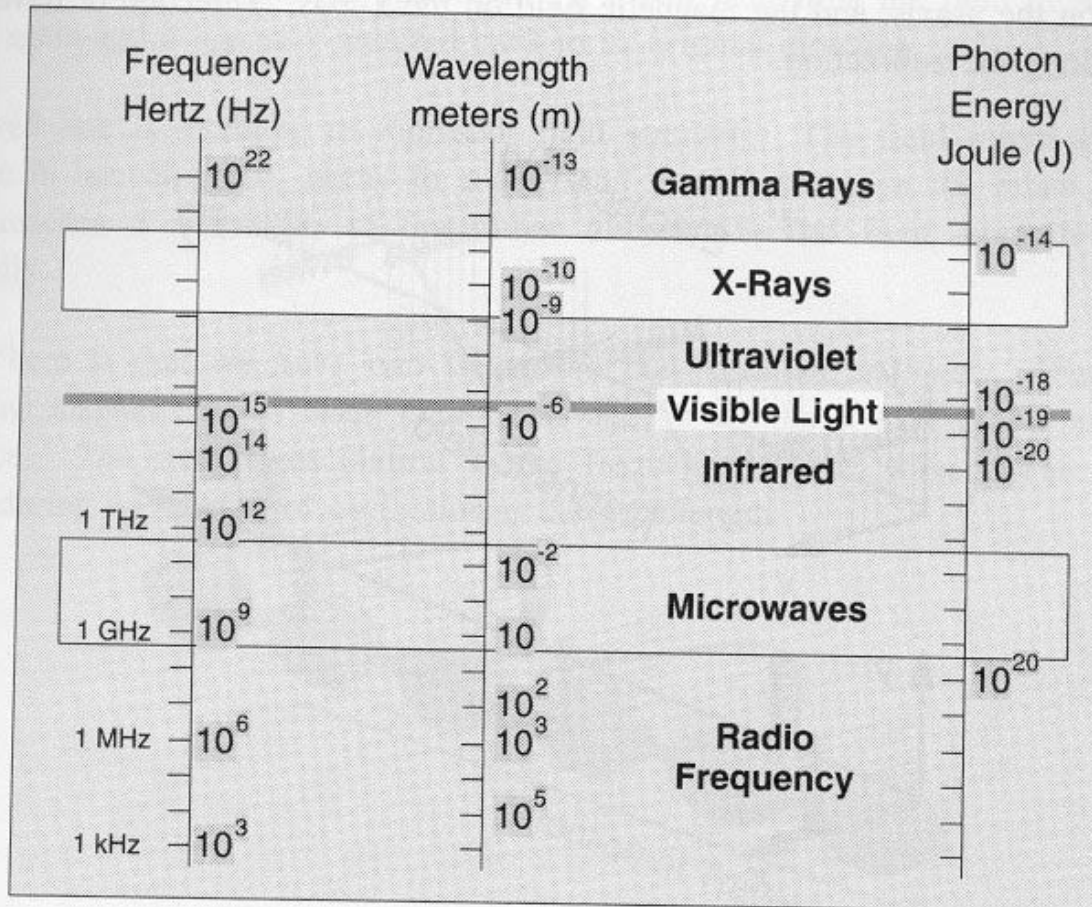 Frequency
Hertz (Hz)
Wavelength
meters (m)
Photon
Energy
Joule (J)
10^22
10^-13
Gamma Rays
10^-14
10^-10
X-Rays
10^-9
Ultraviolet
10^-18
10^15
10^-6
Visible Light
10^-19
10^14
Infrared
10^-20
1 THz
10^12
10^-2
1 GHz
10^9
10
Microwaves
10^20
10^2
1 MHz
10^6
10^3
Radio
Frequency
10^5
1 kHz
10^3